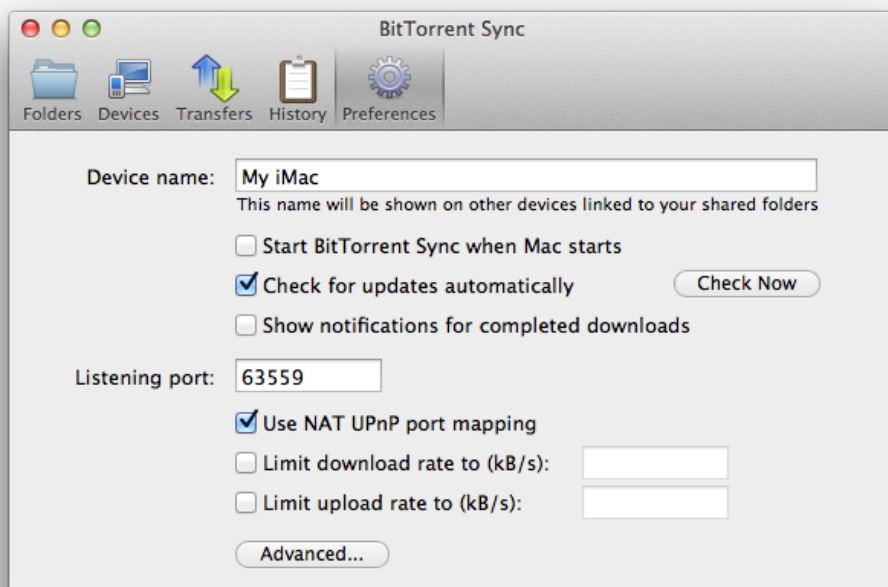 BitTorrent Sync
Folders Devices Transfers History Preferences
Device name: My iMac
This name will be shown on other devices linked to your shared folders
Start BitTorrent Sync when Mac starts
Check for updates automatically Check Now
Show notifications for completed downloads
Listening port: 63559
Use NAT UPnP port mapping
Limit download rate to (kB/s):
Limit upload rate to (kB/s):
Advanced...